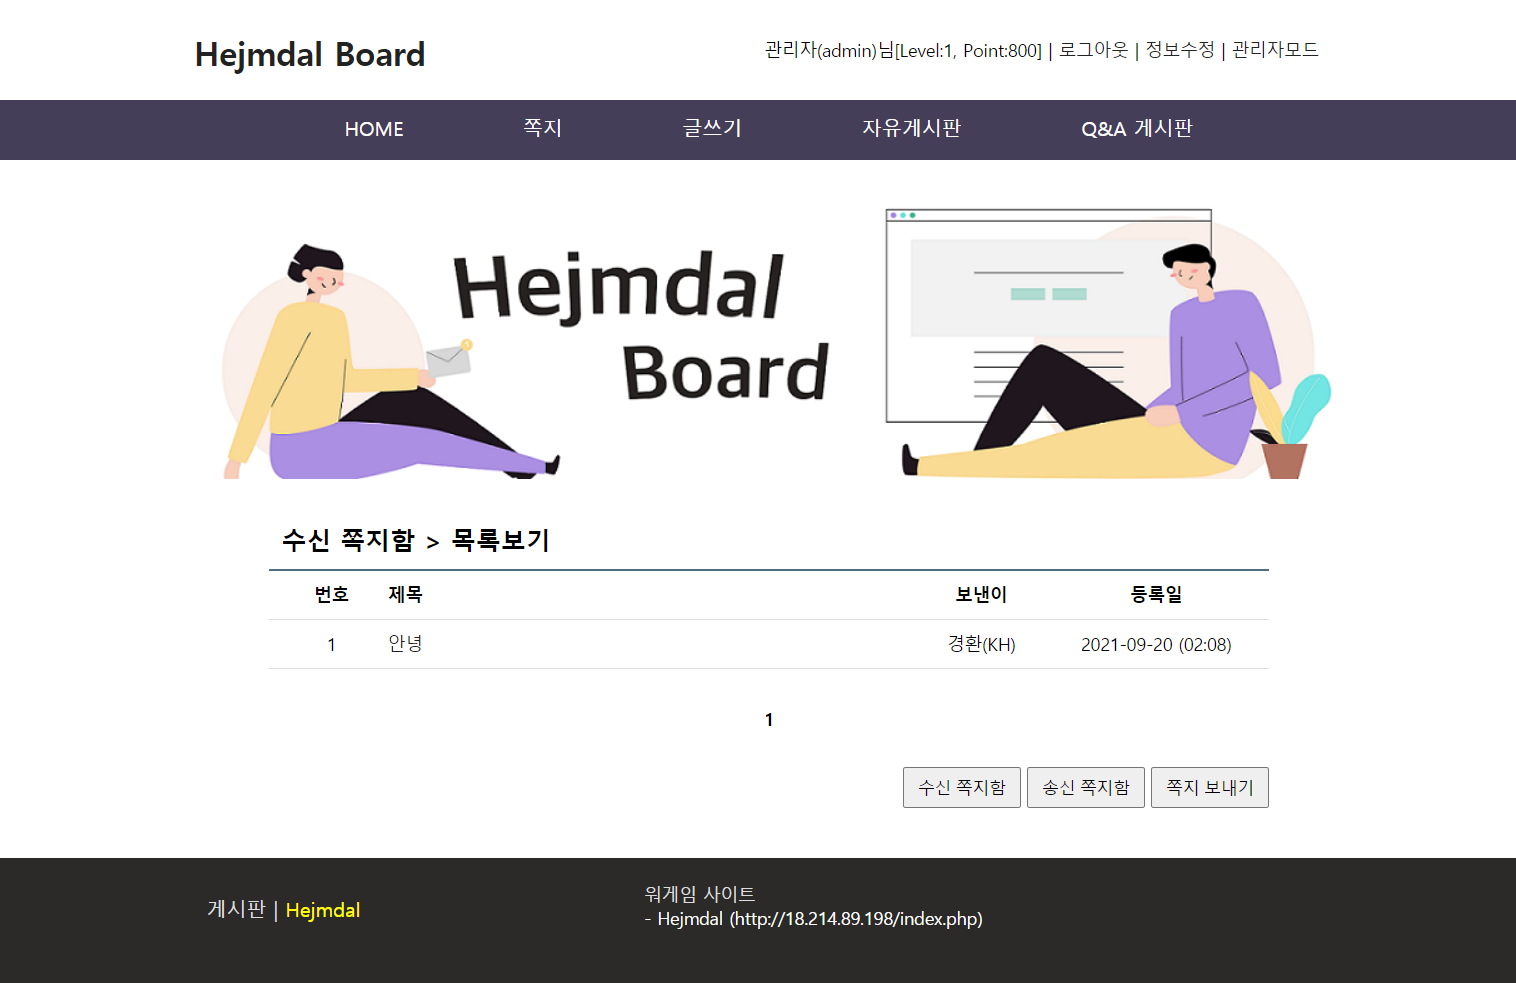 Hejmdal Board
관리자(admin)님[Level:1, Point:800] | 로그아웃 | 정보수정 | 관리자모드
HOME 쪽지 글쓰기 자유게시판 Q&A 게시판
Hejmdal
Board
수신 쪽지함 > 목록보기
번호 제목 보낸이 등록일
1 안녕 경환(KH) 2021-09-20 (02:08)
1
수신 쪽지함 송신 쪽지함 쪽지 보내기
게시판 | Hejmdal
워게임 사이트
- Hejmdal (http://18.214.89.198/index.php)